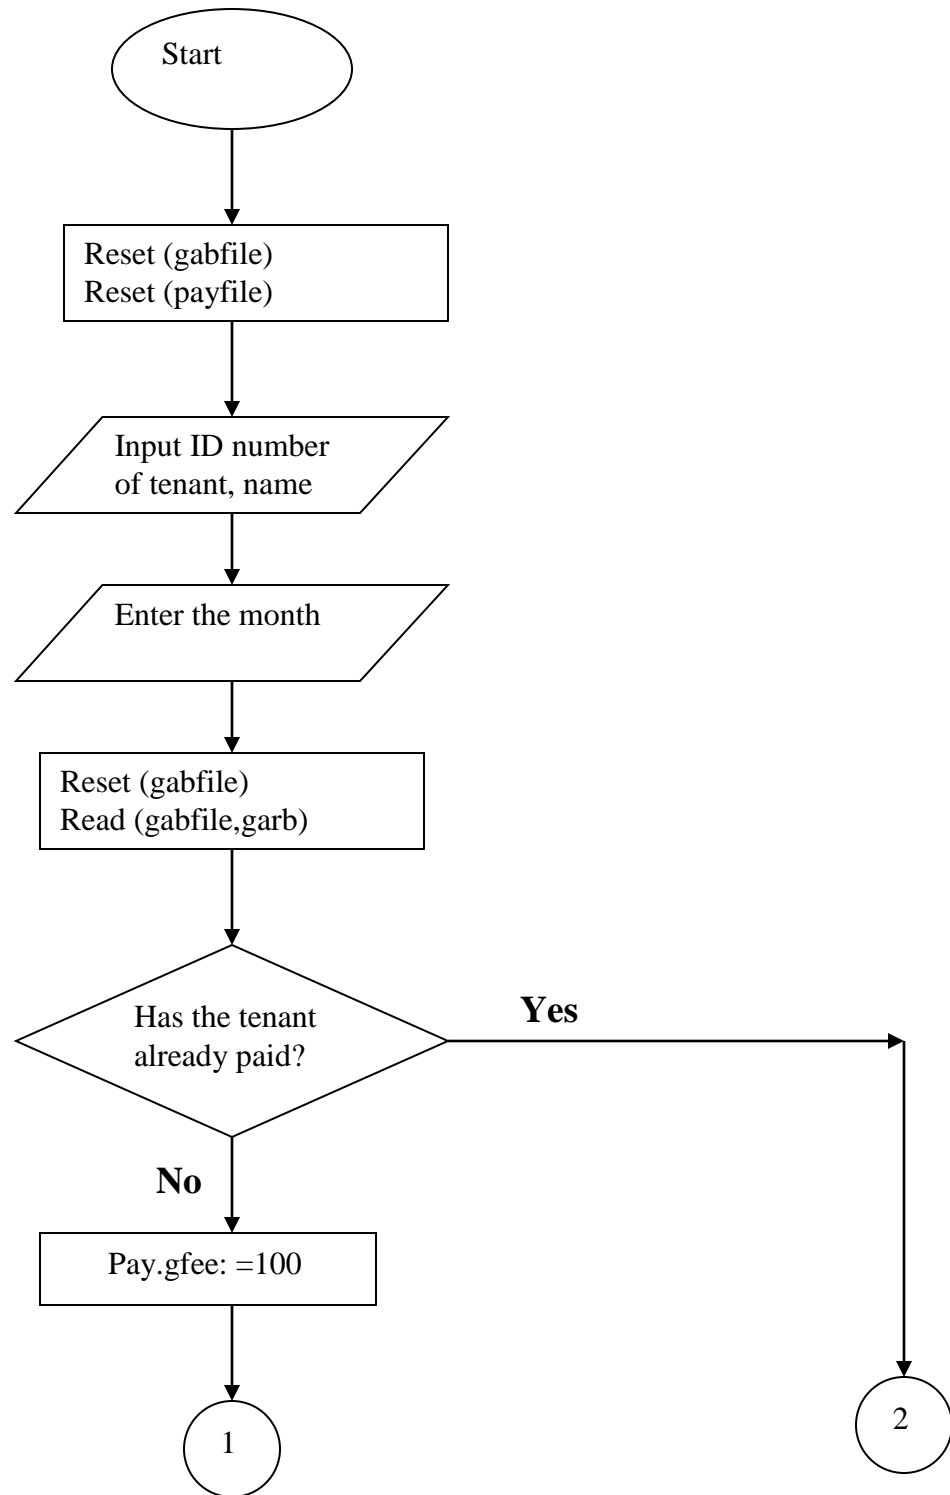 Start
Reset (gabfile)
Reset (payfile)
Input ID number
of tenant, name
Enter the month
Reset (gabfile)
Read (gabfile,garb)
Has the tenant
already paid?
Yes
No
Pay.gfee: =100
1
2